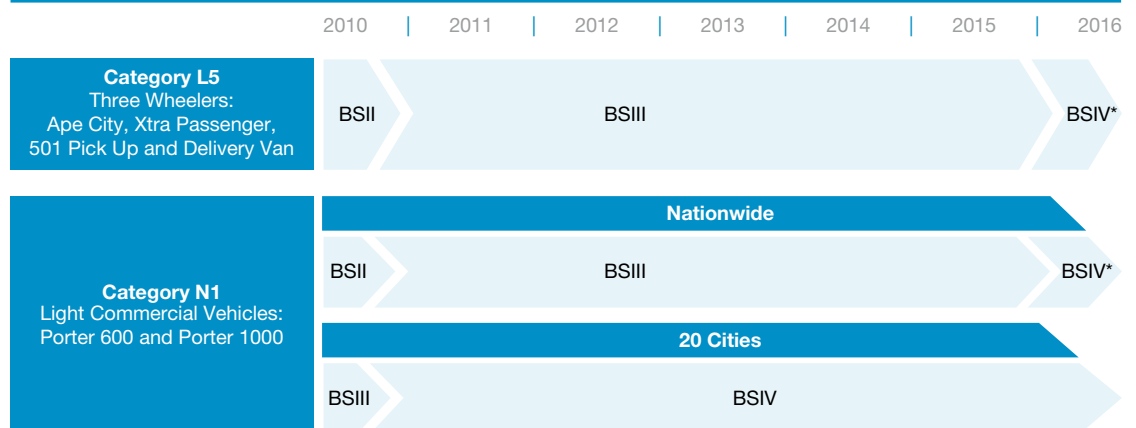 2010 | 2011 | 2012 | 2013 | 2014 | 2015 | 2016
Category L5
Three Wheelers:
Ape City, Xtra Passenger,
501 Pick Up and Delivery Van
BSII BSIII BSIV*
Category N1
Light Commercial Vehicles:
Porter 600 and Porter 1000
Nationwide
BSII BSIII BSIV*
20 Cities
BSIII BSIV